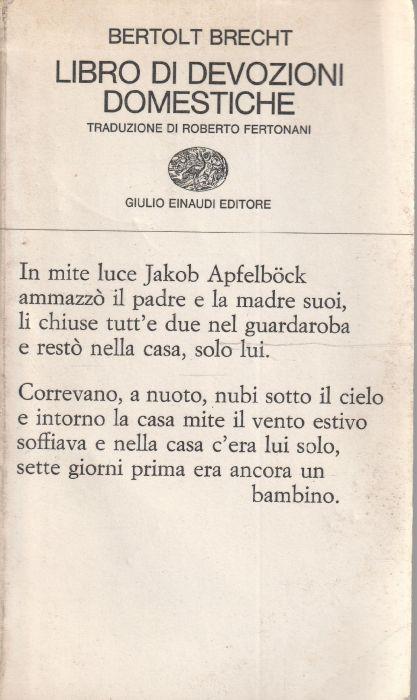 BERTOLT BRECHT
LIBRO DI DEVOZIONI
DOMESTICHE
TRADUZIONE DI ROBERTO FERTONANI
GIULIO EINAUDI EDITORE
In mite luce Jakob Apfelböck
ammazzò il padre e la madre suoi,
li chiuse tutt'e due nel guardaroba
e restò nella casa, solo lui.
Correvano, a nuoto, nubi sotto il cielo
e intorno la casa mite il vento estivo
soffiava e nella casa c'era lui solo,
sette giorni prima era ancora un
bambino.